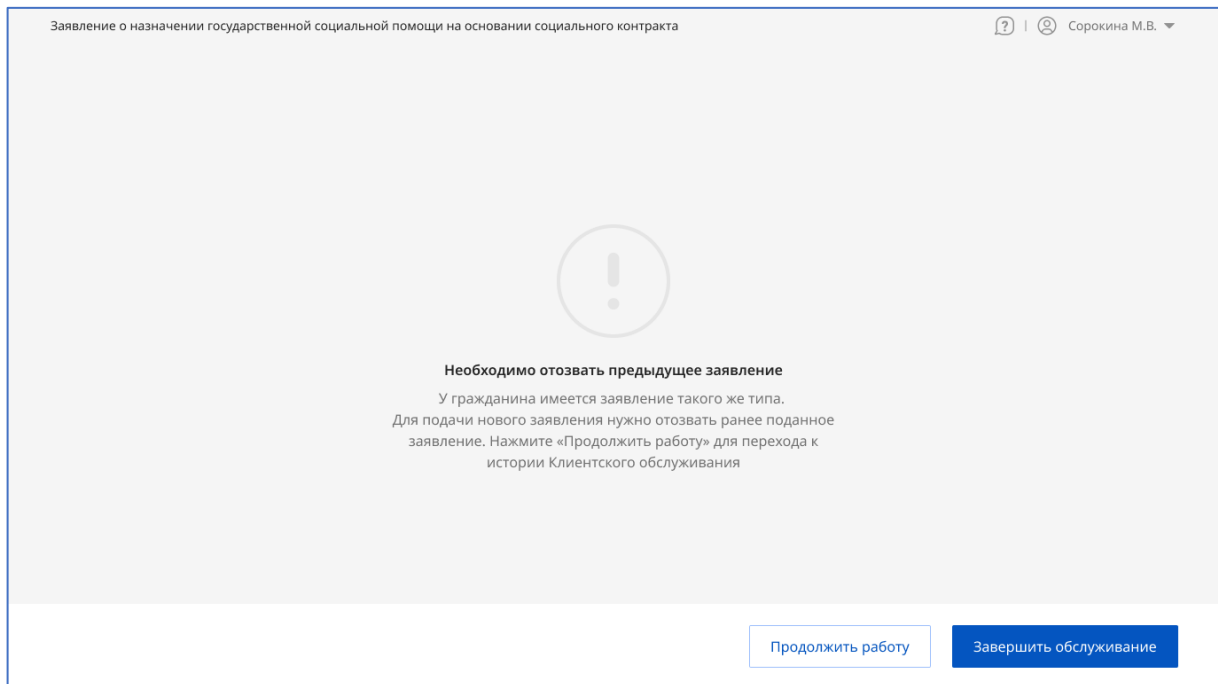 Заявление о назначении государственной социальной помощи на основании социального контракта
Сорокина М.В.
Необходимо отозвать предыдущее заявление
У гражданина имеется заявление такого же типа.
Для подачи нового заявления нужно отозвать ранее поданное
заявление. Нажмите «Продолжить работу» для перехода к
истории Клиентского обслуживания
Продолжить работу
Завершить обслуживание